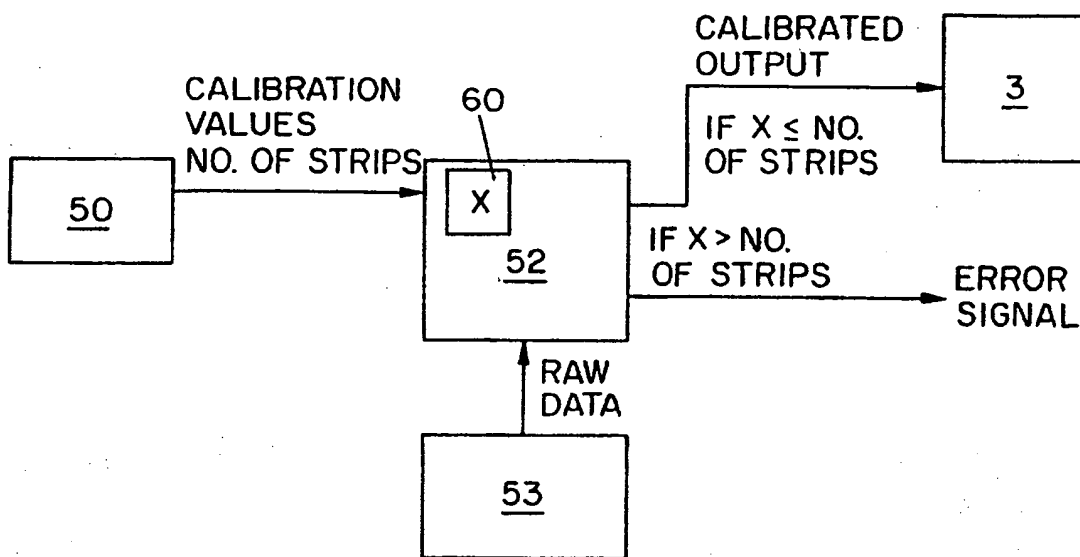 CALIBRATED
OUTPUT
3
CALIBRATION
VALUES
NO. OF STRIPS
60
IF X ≤ NO.
OF STRIPS
50
X
52
IF X > NO.
OF STRIPS
ERROR
SIGNAL
RAW
DATA
53